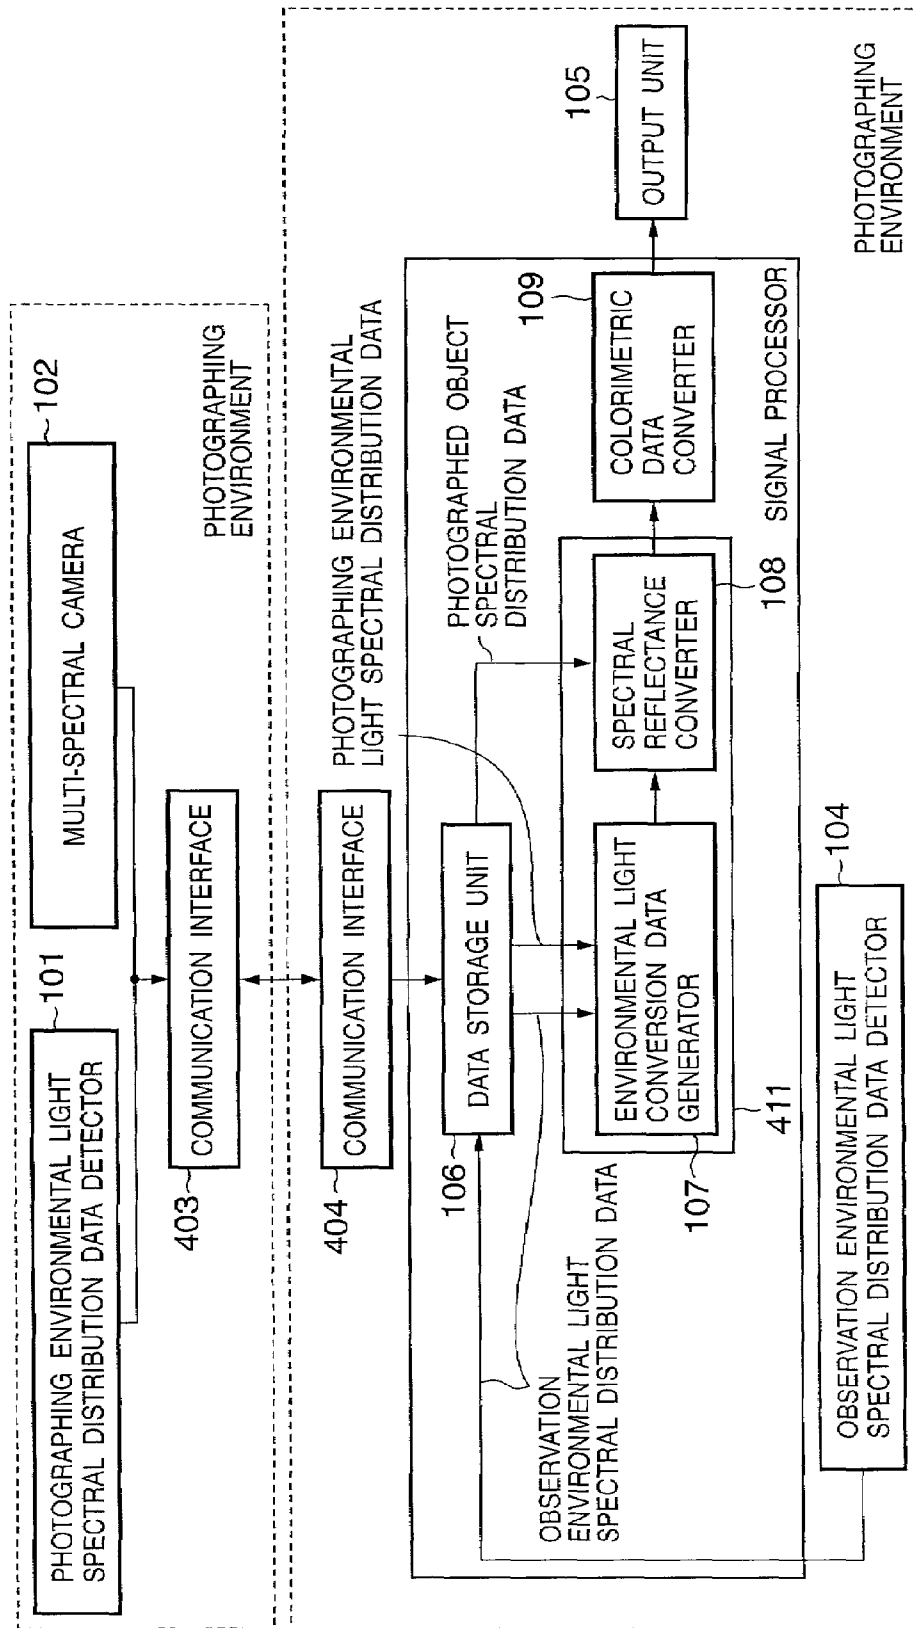 101
PHOTOGRAPHING ENVIRONMENTAL LIGHT
SPECTRAL DISTRIBUTION DATA DETECTOR
102
MULTI-SPECTRAL CAMERA
403
COMMUNICATION INTERFACE
PHOTOGRAPHING
ENVIRONMENT
404
COMMUNICATION INTERFACE
PHOTOGRAPHING ENVIRONMENTAL
LIGHT SPECTRAL DISTRIBUTION DATA
106
DATA STORAGE UNIT
PHOTOGRAPHED OBJECT
SPECTRAL
DISTRIBUTION DATA
OBSERVATION
ENVIRONMENTAL LIGHT
SPECTRAL DISTRIBUTION DATA
107
ENVIRONMENTAL LIGHT
CONVERSION DATA
GENERATOR
SPECTRAL
REFLECTANCE
CONVERTER
108
109
COLORIMETRIC
DATA
CONVERTER
105
OUTPUT UNIT
411
SIGNAL PROCESSOR
104
OBSERVATION ENVIRONMENTAL LIGHT
SPECTRAL DISTRIBUTION DATA DETECTOR
PHOTOGRAPHING
ENVIRONMENT